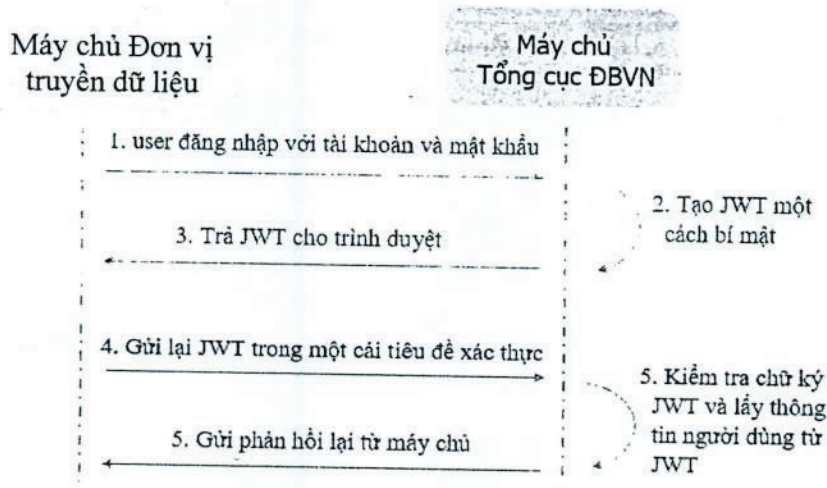 Máy chủ Đơn vị
truyền dữ liệu
Máy chủ
Tổng cục ĐBVN
1. user đăng nhập với tài khoản và mật khẩu
2. Tạo JWT một
cách bí mật
3. Trả JWT cho trình duyệt
4. Gửi lại JWT trong một cái tiêu đề xác thực
5. Kiểm tra chữ ký
JWT và lấy thông
tin người dùng từ
JWT
5. Gửi phản hồi lại từ máy chủ